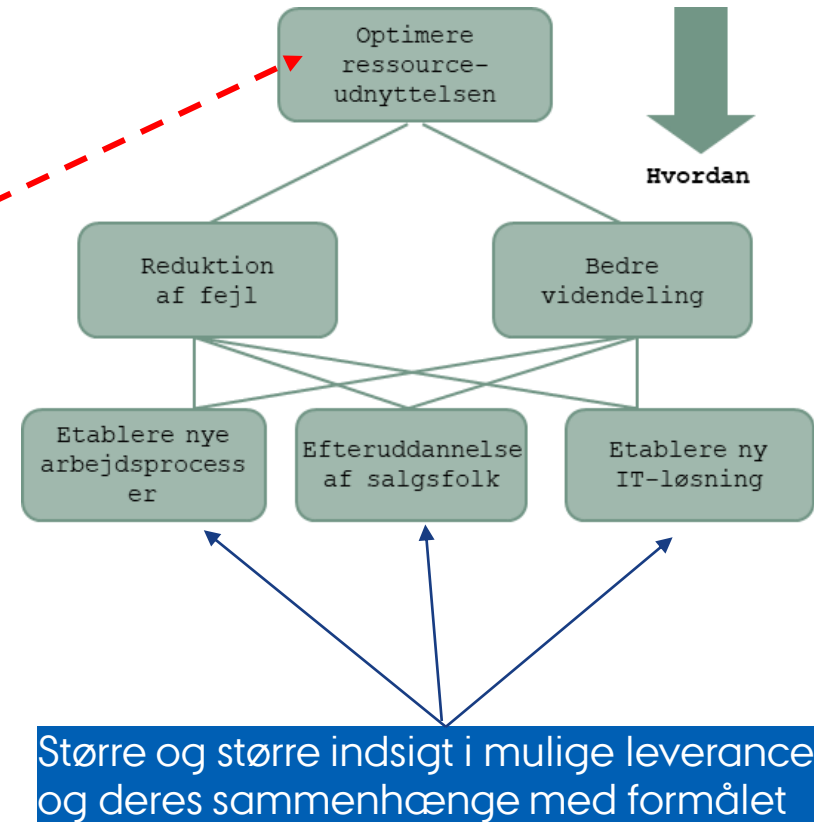 Optimere
ressource-
udnyttelsen
Hvordan
Reduktion
af fejl
Bedre
videndeling
Etablere nye
arbejdsprocess
er
Efteruddannelse
af salgsfolk
Etablere ny
IT-løsning
Større og større indsigt i mulige leverance
og deres sammenhænge med formålet